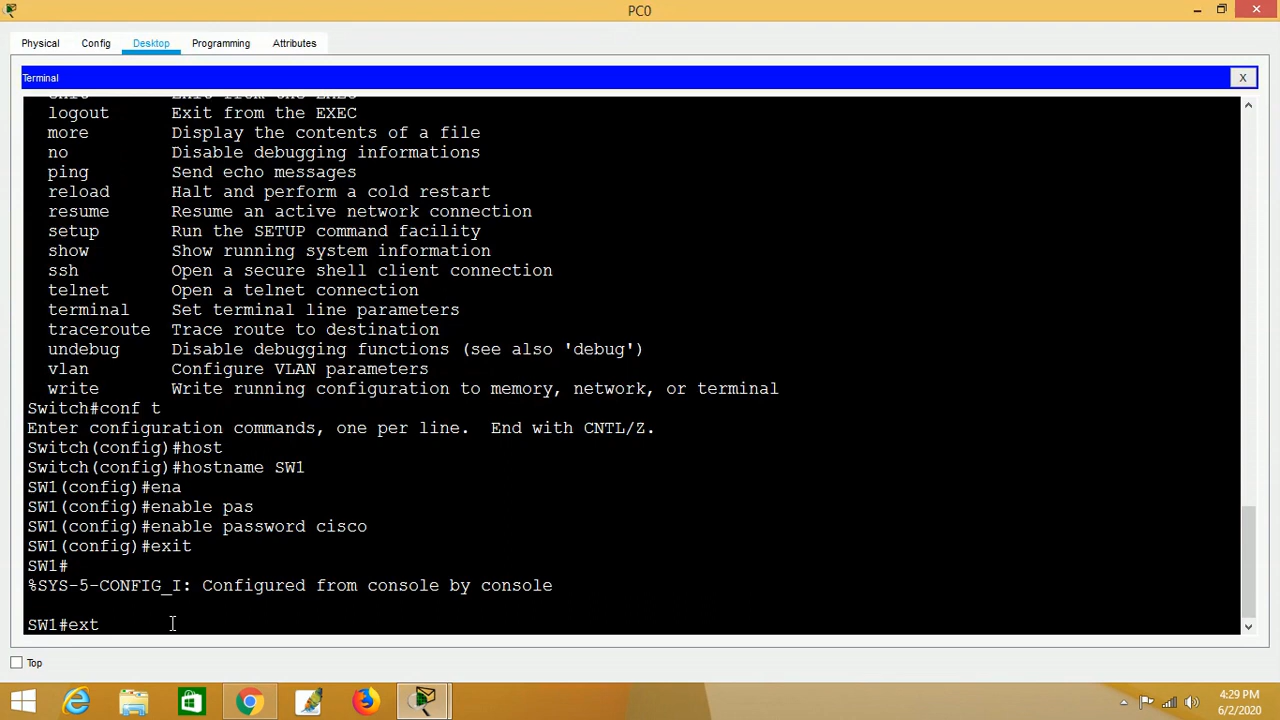 PC0
Physical Config Desktop Programming Attributes
Terminal X
logout Exit from the EXEC
more Display the contents of a file
no Disable debugging informations
ping Send echo messages
reload Halt and perform a cold restart
resume Resume an active network connection
setup Run the SETUP command facility
show Show running system information
ssh Open a secure shell client connection
telnet Open a telnet connection
terminal Set terminal line parameters
traceroute Trace route to destination
undebug Disable debugging functions (see also 'debug')
vlan Configure VLAN parameters
write Write running configuration to memory, network, or terminal
Switch#conf t
Enter configuration commands, one per line. End with CNTL/Z.
Switch(config)#host
Switch(config)#hostname SW1
SW1(config)#ena
SW1(config)#enable pas
SW1(config)#enable password cisco
SW1(config)#exit
SW1#
%SYS-5-CONFIG_I: Configured from console by console
SW1#ext
Top
4:29 PM
6/2/2020